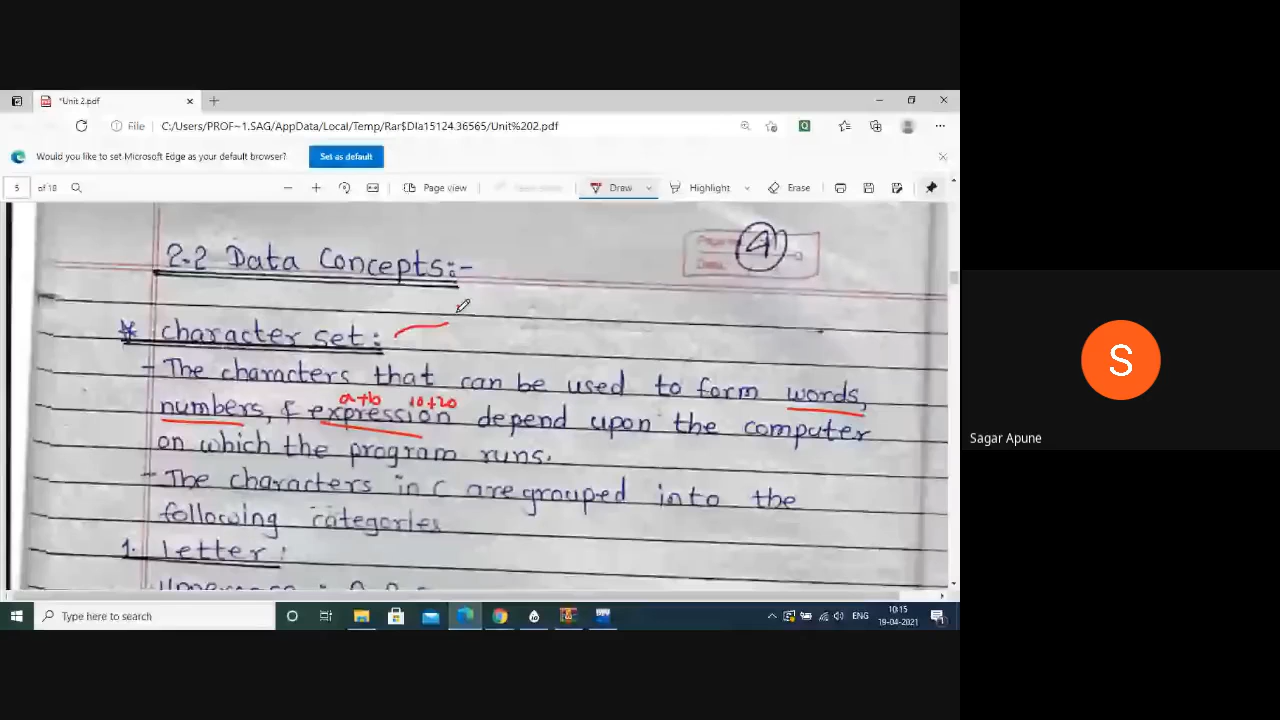 *Unit 2.pdf
File
C:/Users/PROF~1.SAG/AppData/Local/Temp/Rar$DIa15124.36565/Unit%202.pdf
Would you like to set Microsoft Edge as your default browser?
Set as default
5 of 18
Page view
Draw
Highlight
Erase
2.2 Data Concepts:-
4
* Character set:
- The characters that can be used to form words,
a+b 10+20
numbers, & expression depend upon the computer
on which the program runs.
- The characters in C are grouped into the
following categories
1. letter:
S
Sagar Apune
Type here to search
ENG
10:15
19-04-2021